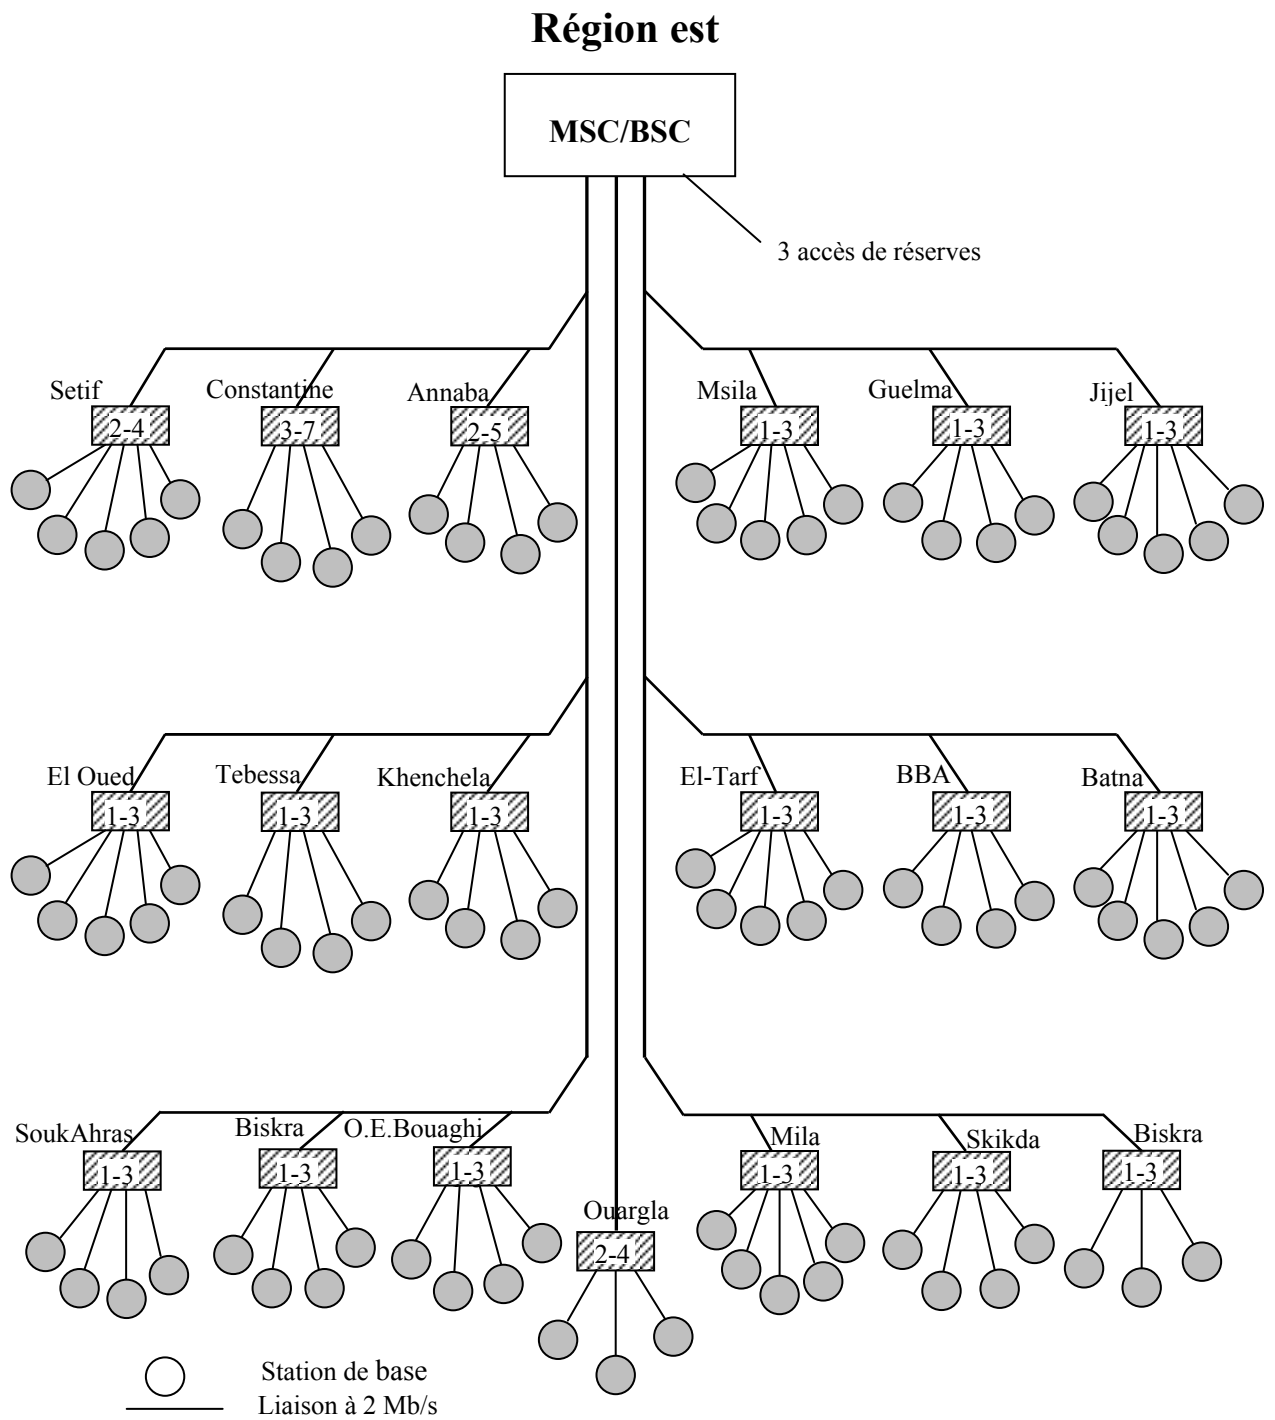 Région est
MSC/BSC
3 accès de réserves
Setif
Constantine
Annaba
Msila
Guelma
Jijel
2-4
3-7
2-5
1-3
1-3
1-3
El Oued
Tebessa
Khenchela
El-Tarf
BBA
Batna
1-3
1-3
1-3
1-3
1-3
1-3
SoukAhras
Biskra
O.E.Bouaghi
Mila
Skikda
Biskra
1-3
1-3
1-3
1-3
1-3
1-3
Ouargla
2-4
Station de base
Liaison à 2 Mb/s